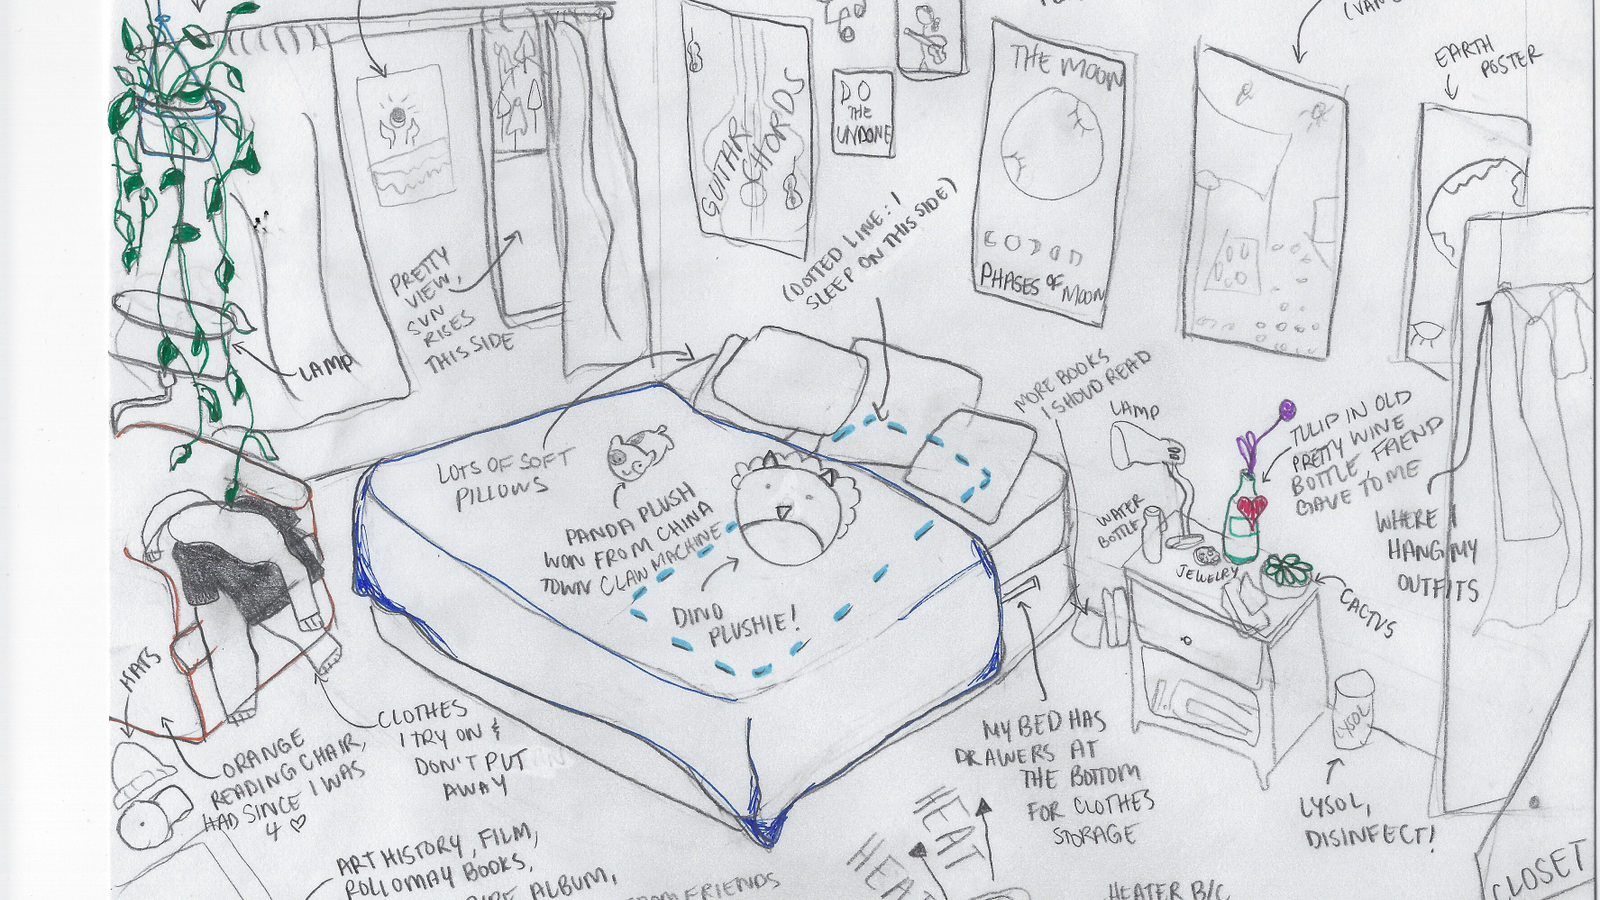 (VAN
EARTH
POSTER
THE MOON
PHASES OF MOON
GUITAR
CHORDS
DO
THE
UNDONE
(DOTTED LINE: I
SLEEP ON THIS SIDE)
PRETTY
VIEW,
SUN
RISES
THIS SIDE
LAMP
MORE BOOKS
I SHOULD READ
LAMP
TULIP IN OLD
PRETTY WINE
BOTTLE, FRIEND
GAVE TO ME
LOTS OF SOFT
PILLOWS
PANDA PLUSH
WON FROM CHINA
TOWN CLAW MACHINE
DINO
PLUSHIE!
WATER
BOTTLE
JEWELRY
CACTUS
WHERE I
HANG MY
OUTFITS
HATS
ORANGE
READING CHAIR,
HAD SINCE I WAS
4 ♡
CLOTHES
I TRY ON &
DON'T PUT
AWAY
MY BED HAS
DRAWERS AT
THE BOTTOM
FOR CLOTHES
STORAGE
LYSOL
LYSOL,
DISINFECT!
HEAT
HEAT
ART HISTORY, FILM,
ROLLO MAY BOOKS,
ALBUM,
FROM FRIENDS
HEATER B/C
CLOSET